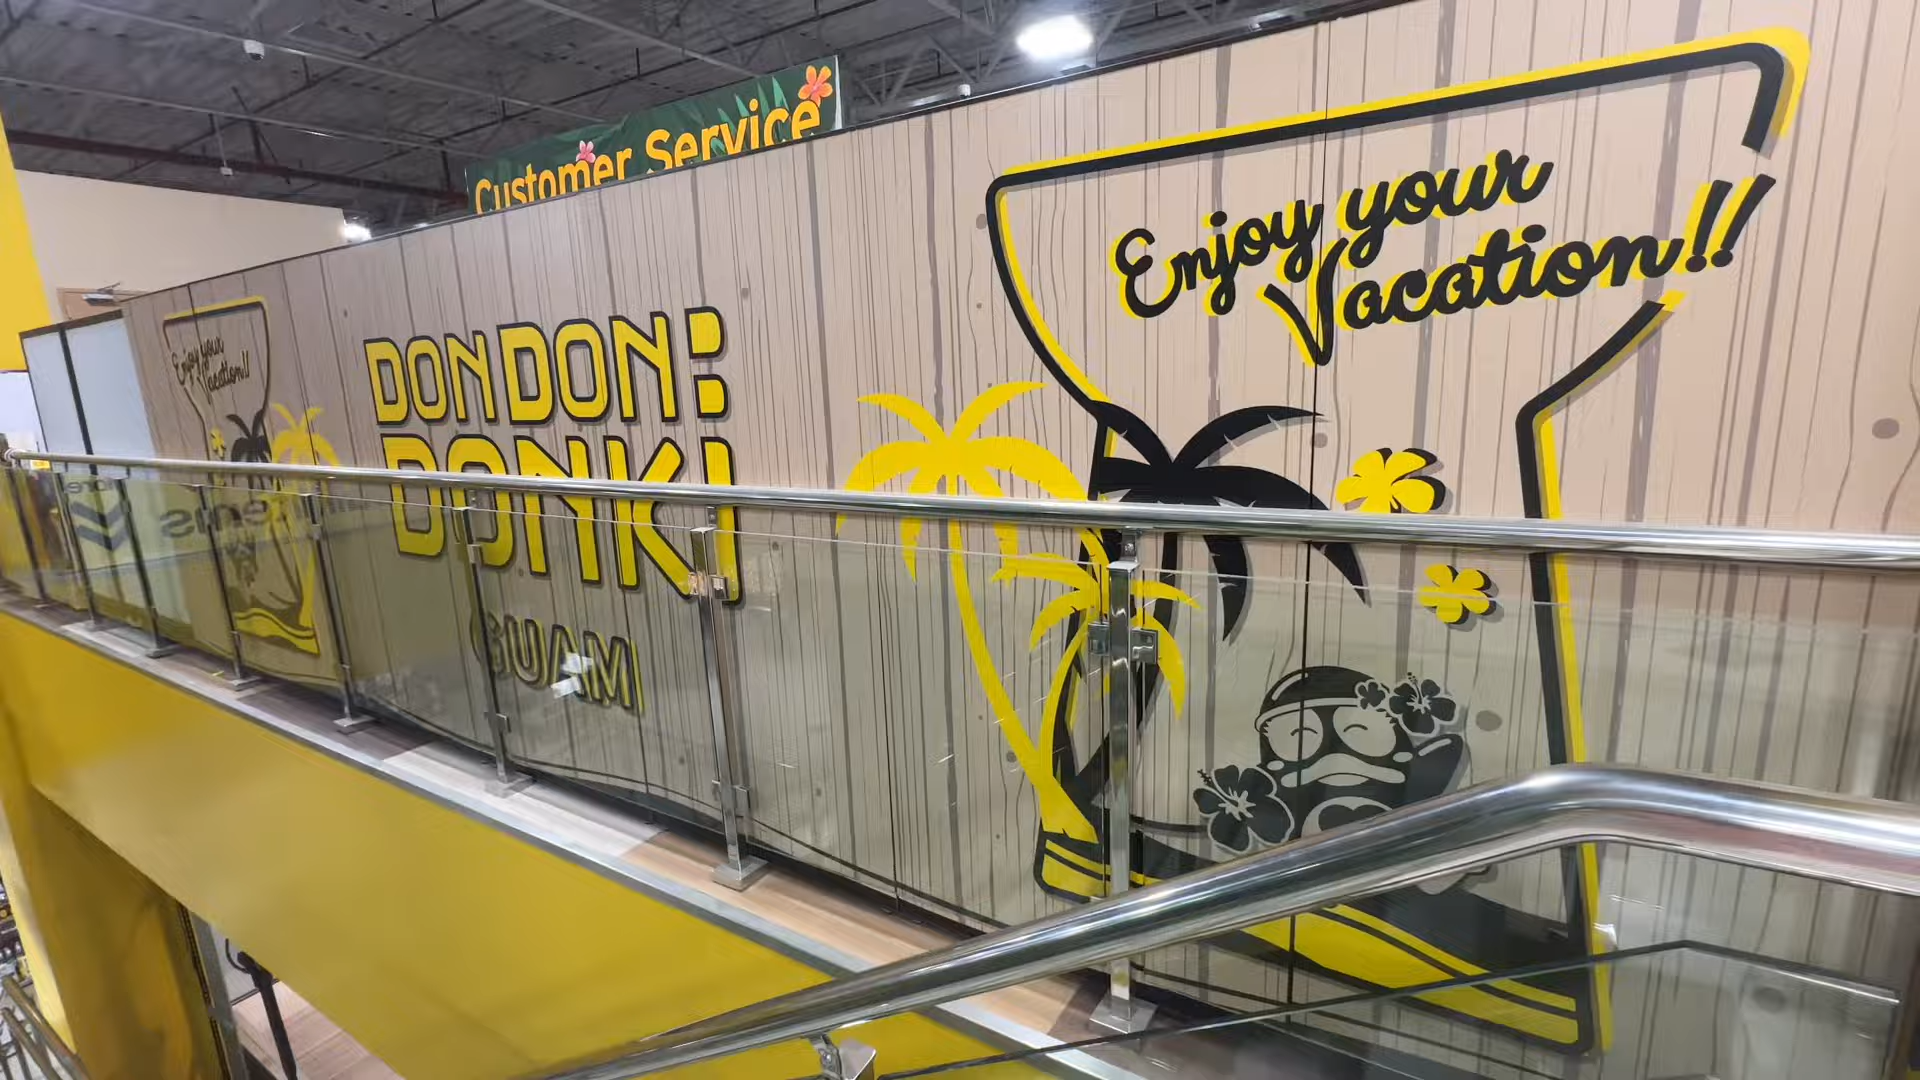 Customer Service
Enjoy your
Vacation!!
Enjoy your
Vacation!!
DON DON:
DONKI
GUAM